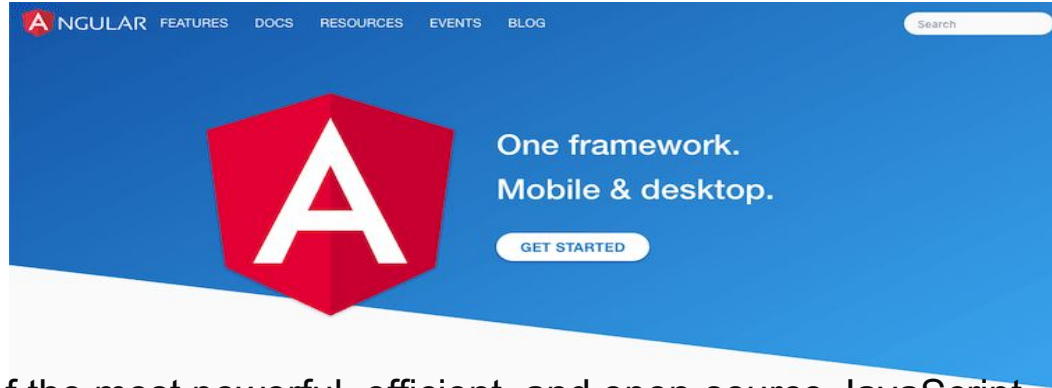 ANGULAR FEATURES DOCS RESOURCES EVENTS BLOG Search
A
One framework.
Mobile & desktop.
GET STARTED
the most powerful, efficient, and open source JavaScript